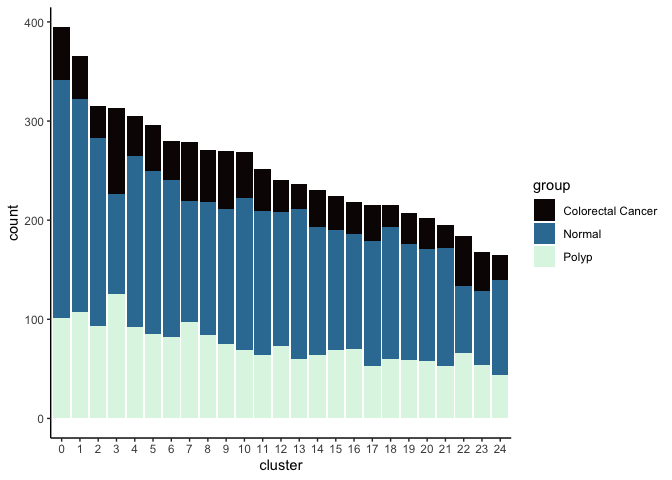 400
300
200
100
0
count
0 1 2 3 4 5 6 7 8 9 10 11 12 13 14 15 16 17 18 19 20 21 22 23 24
cluster
group
Colorectal Cancer
Normal
Polyp